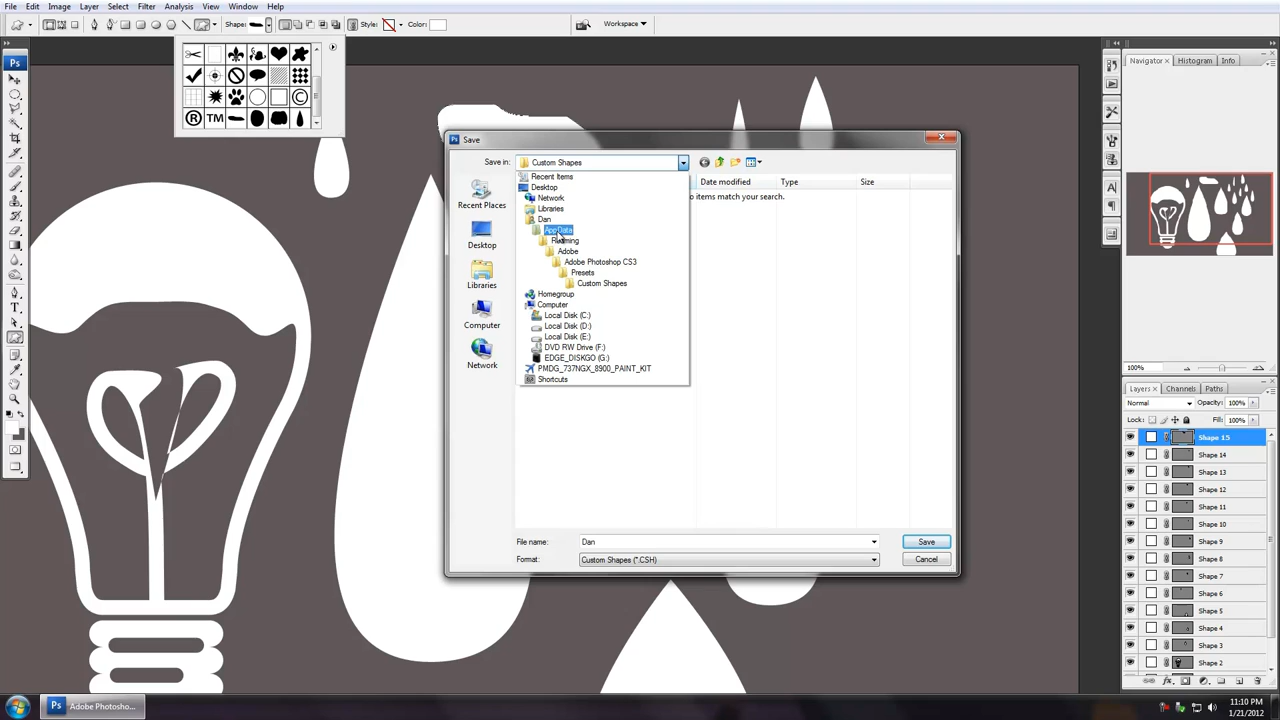 File Edit Image Layer Select Filter Analysis View Window Help
Shape: Style: Color: Workspace
Ps
Navigator × Histogram Info
Save
Save in: Custom Shapes
Recent Items
Desktop
Network
Libraries
Dan
AppData
Roaming
Adobe
Adobe Photoshop CS3
Presets
Custom Shapes
Homegroup
Computer
Local Disk (C:)
Local Disk (D:)
Local Disk (E:)
DVD RW Drive (F:)
EDGE_DISKGO (G:)
PMDG_737NGX_8900_PAINT_KIT
Shortcuts
Date modified Type Size
o items match your search.
Recent Places
Desktop
Libraries
Computer
Network
File name: Dan Save
Format: Custom Shapes (*.CSH) Cancel
® TM
©
100%
Layers × Channels Paths
Normal Opacity: 100%
Lock: Fill: 100%
Shape 15
Shape 14
Shape 13
Shape 12
Shape 11
Shape 10
Shape 9
Shape 8
Shape 7
Shape 6
Shape 5
Shape 4
Shape 3
Shape 2
Ps Adobe Photosho...
11:10 PM
1/21/2012